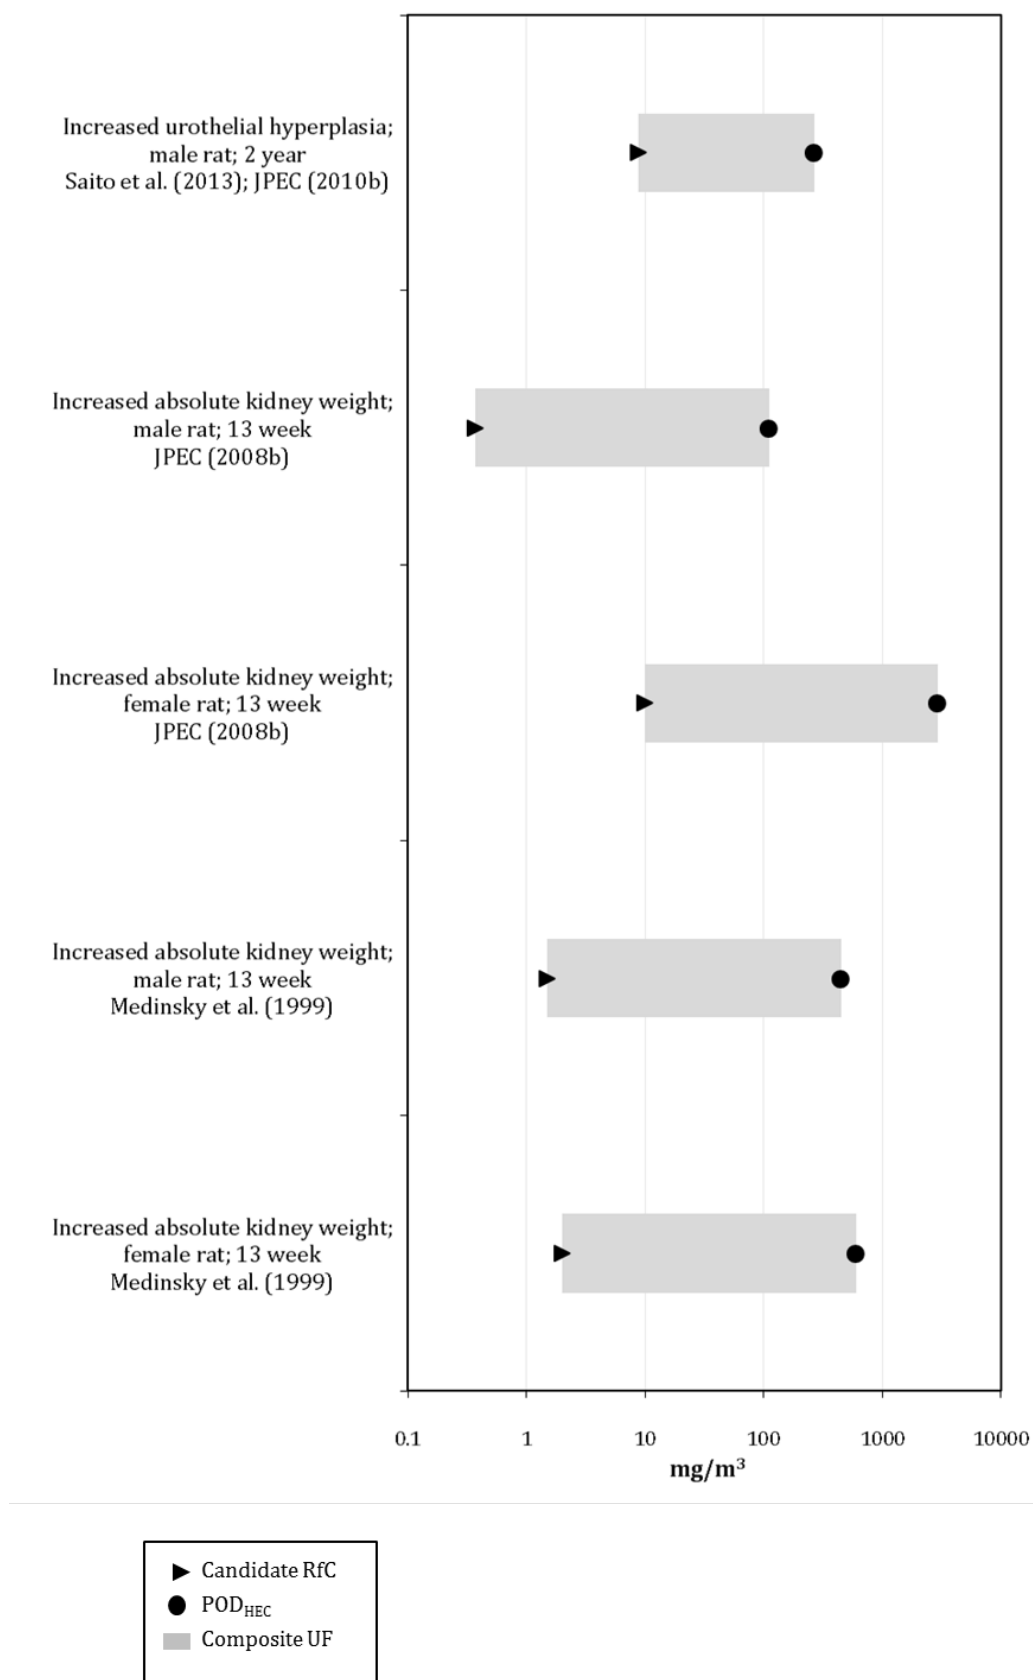 Increased urothelial hyperplasia;
male rat; 2 year
Saito et al. (2013); JPEC (2010b)
Increased absolute kidney weight;
male rat; 13 week
JPEC (2008b)
Increased absolute kidney weight;
female rat; 13 week
JPEC (2008b)
Increased absolute kidney weight;
male rat; 13 week
Medinsky et al. (1999)
Increased absolute kidney weight;
female rat; 13 week
Medinsky et al. (1999)
0.1 1 10 100 1000 10000
mg/m³
Candidate RfC
POD_HEC
Composite UF